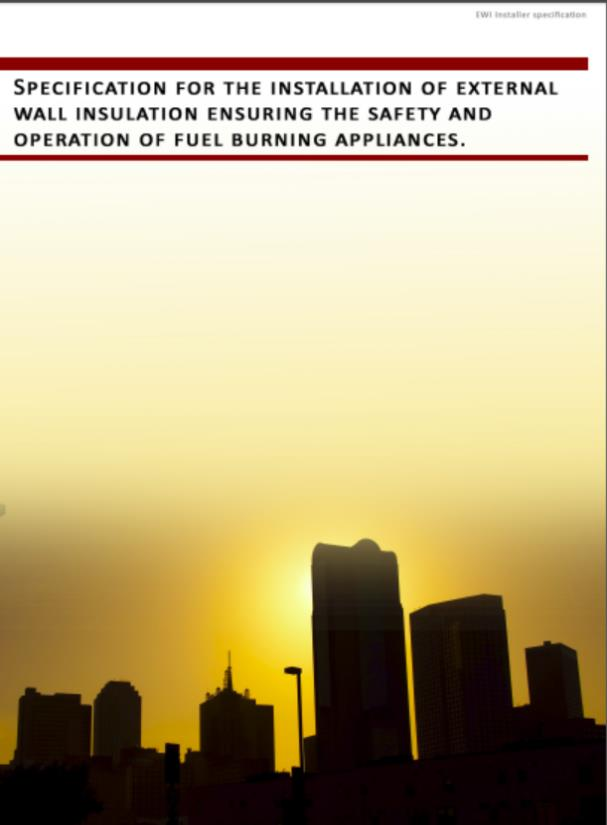 EWI Installer specification
SPECIFICATION FOR THE INSTALLATION OF EXTERNAL
WALL INSULATION ENSURING THE SAFETY AND
OPERATION OF FUEL BURNING APPLIANCES.